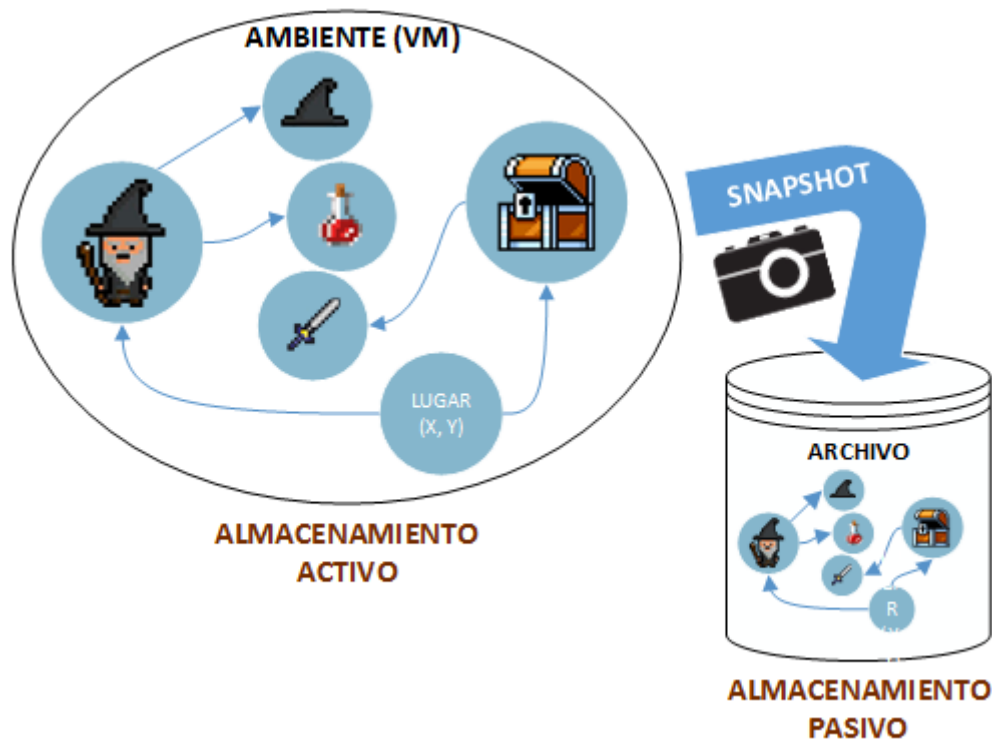 AMBIENTE (VM)
SNAPSHOT
LUGAR
(X, Y)
ALMACENAMIENTO
ACTIVO
ARCHIVO
R
ALMACENAMIENTO
PASIVO